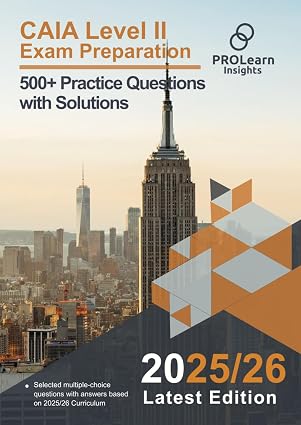 CAIA Level II
Exam Preparation
PROLearn
Insights
500+ Practice Questions
with Solutions
2025/26
Latest Edition
Selected multiple-choice
questions with answers based
on 2025/26 Curriculum